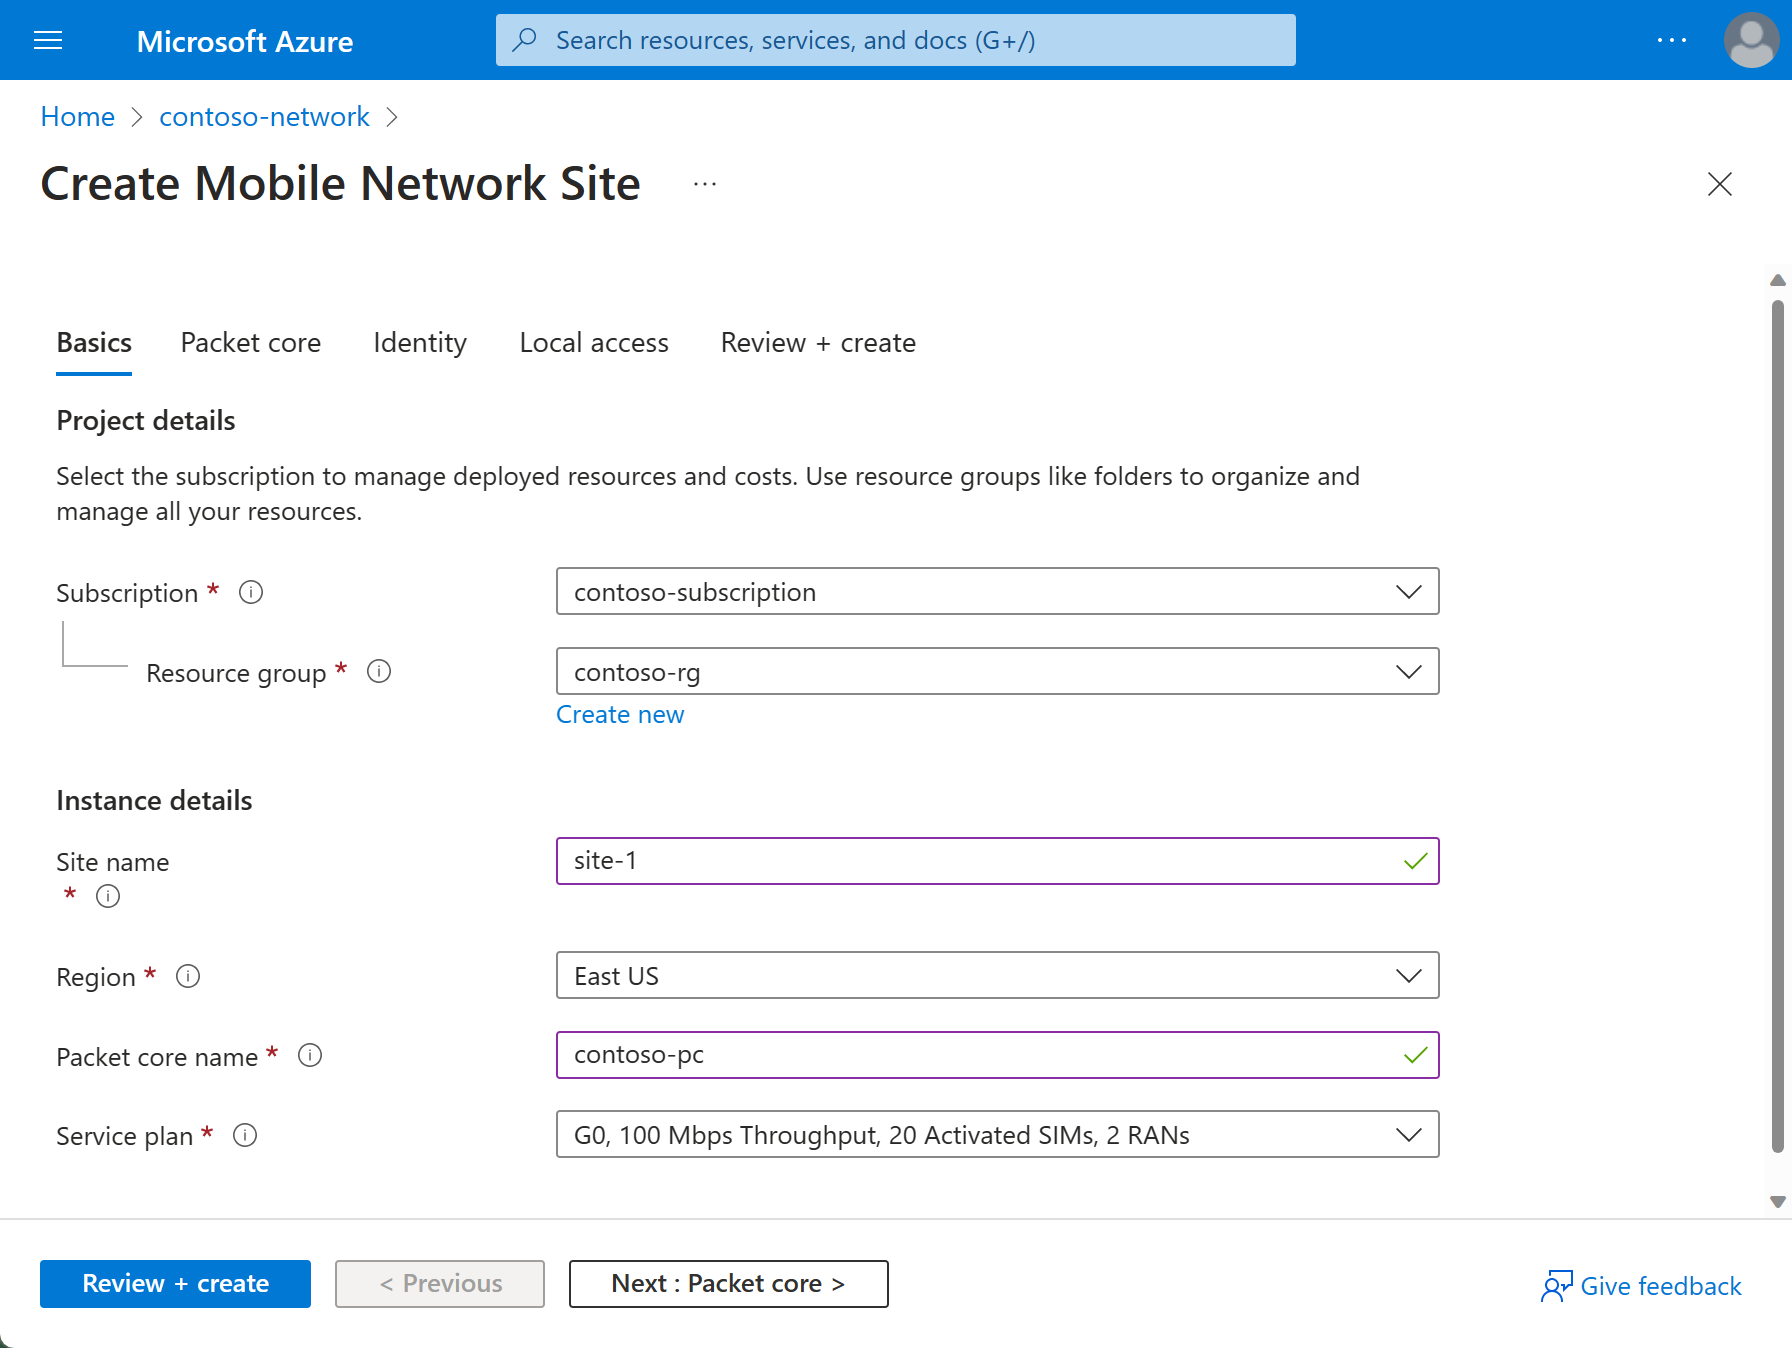 Microsoft Azure
Search resources, services, and docs (G+/)
Home > contoso-network >
Create Mobile Network Site ...
Basics Packet core Identity Local access Review + create
Project details
Select the subscription to manage deployed resources and costs. Use resource groups like folders to organize and
manage all your resources.
Subscription *
contoso-subscription
Resource group *
contoso-rg
Create new
Instance details
Site name
*
site-1
Region *
East US
Packet core name *
contoso-pc
Service plan *
G0, 100 Mbps Throughput, 20 Activated SIMs, 2 RANs
Review + create
< Previous
Next : Packet core >
Give feedback